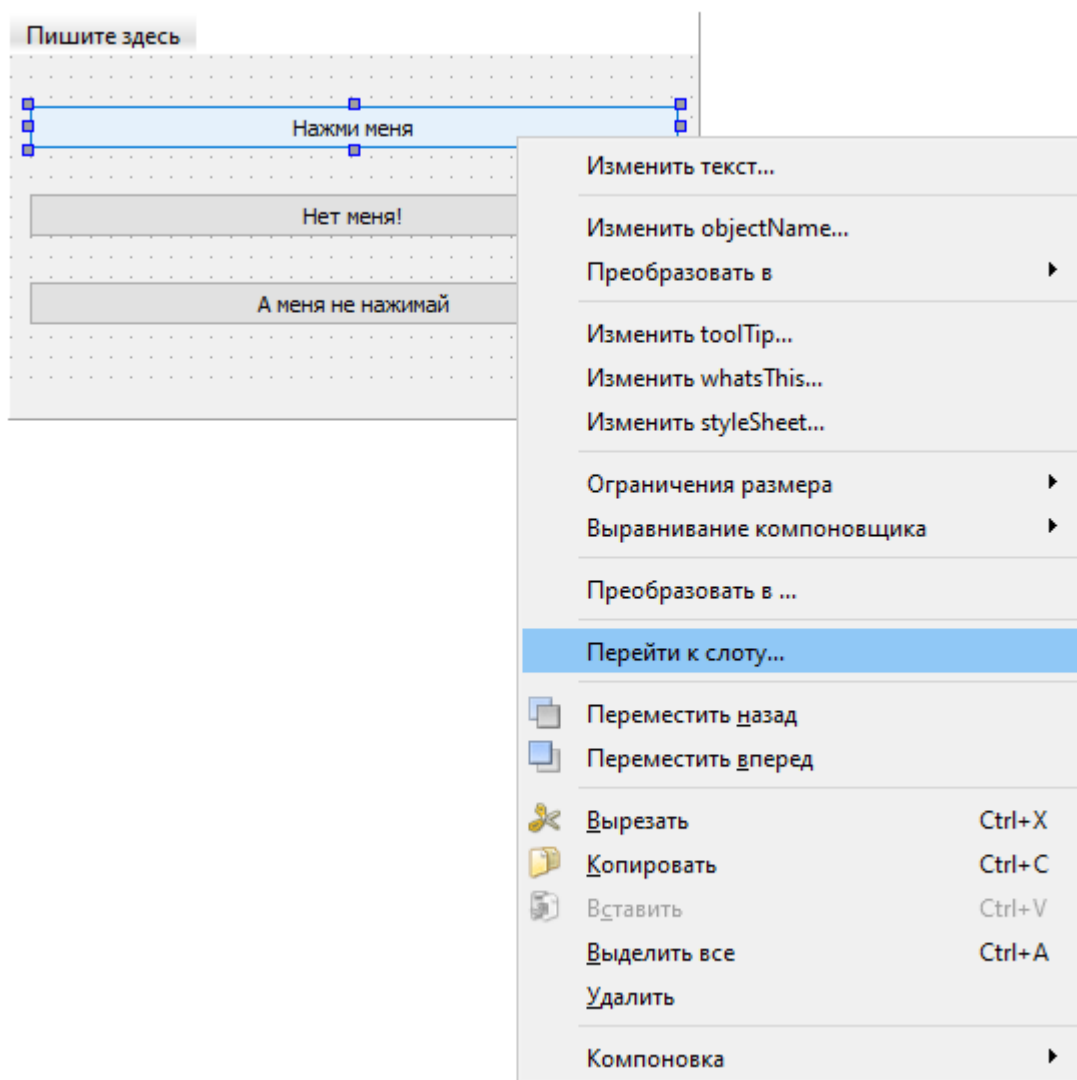 Пишите здесь
Нажми меня
Нет меня!
А меня не нажимай
Изменить текст...
Изменить objectName...
Преобразовать в
Изменить toolTip...
Изменить whatsThis...
Изменить styleSheet...
Ограничения размера
Выравнивание компоновщика
Преобразовать в ...
Перейти к слоту...
Переместить назад
Переместить вперед
Вырезать Ctrl+X
Копировать Ctrl+C
Вставить Ctrl+V
Выделить все Ctrl+A
Удалить
Компоновка